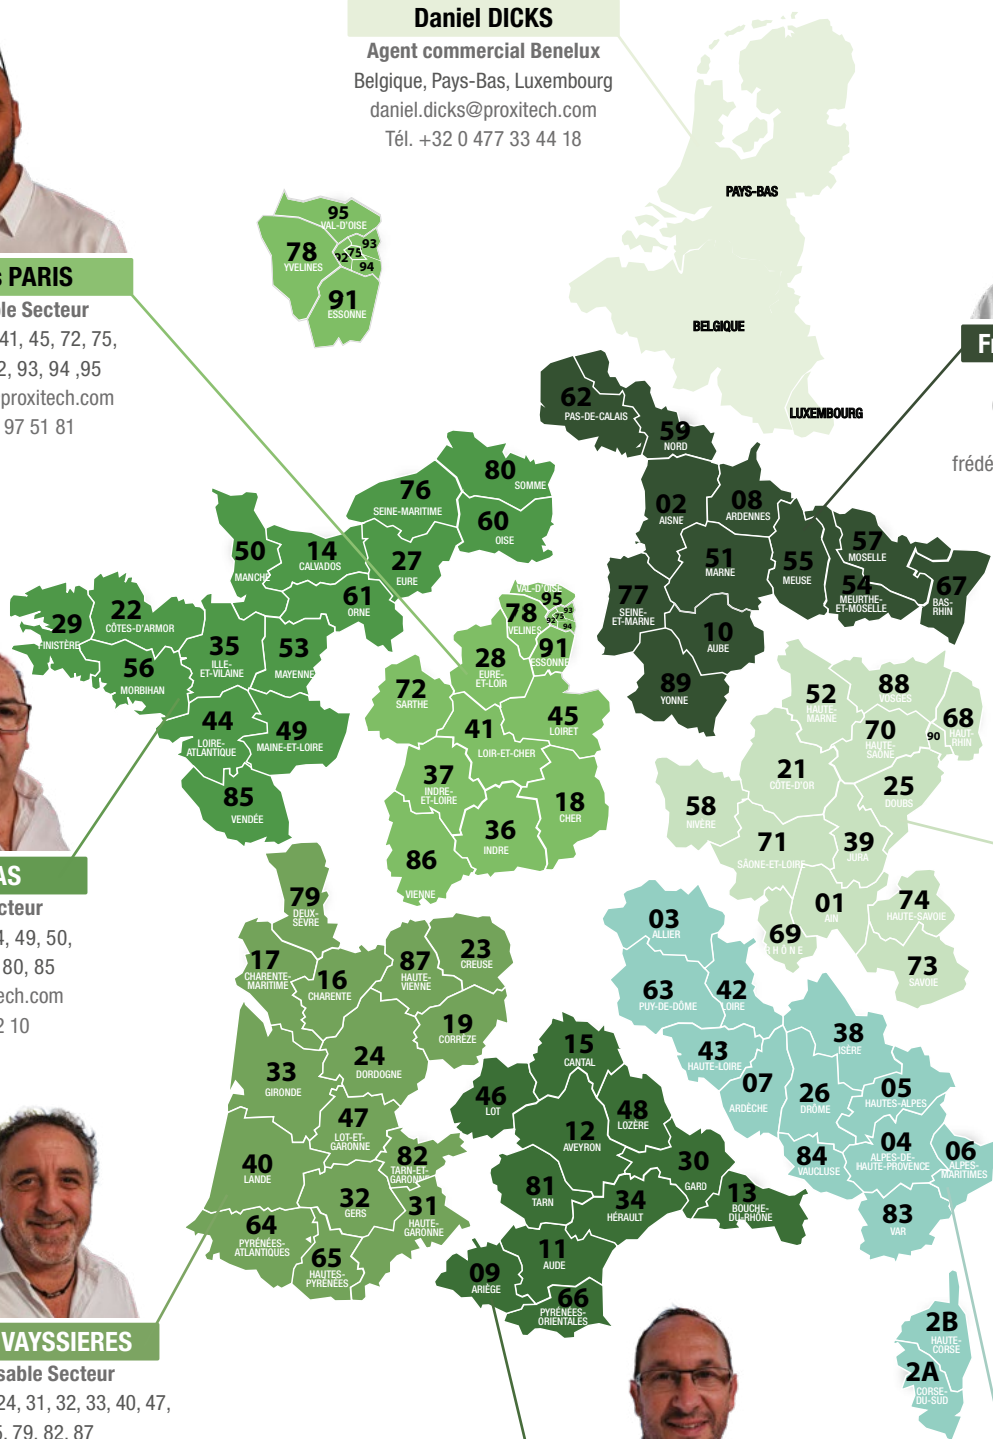 Daniel DICKS
Agent commercial Benelux
Belgique, Pays-Bas, Luxembourg
daniel.dicks@proxitech.com
Tél. +32 0 477 33 44 18
PARIS
Secteur
41, 45, 72, 75,
93, 94 ,95
proxitech.com
97 51 81
95
VAL-D'OISE
78
YVELINES
92
75
93
94
91
ESSONNE
PAYS-BAS
BELGIQUE
LUXEMBOURG
62
PAS-DE-CALAIS
59
NORD
02
AISNE
08
ARDENNES
51
MARNE
55
MEUSE
57
MOSELLE
54
MEURTHE-
ET-MOSELLE
67
BAS-
RHIN
77
SEINE-
ET-MARNE
10
AUBE
89
YONNE
80
SOMME
76
SEINE-MARITIME
60
OISE
50
MANCHE
14
CALVADOS
27
EURE
61
ORNE
29
FINISTÈRE
22
CÔTES-D'ARMOR
56
MORBIHAN
35
ILLE-
ET-VILAINE
53
MAYENNE
44
LOIRE-
ATLANTIQUE
49
MAINE-ET-LOIRE
85
VENDÉE
VAL-D'OISE
95
78
VELINES
92
75
93
94
91
ESSONNE
28
EURE-
ET-LOIR
72
SARTHE
41
LOIR-ET-CHER
45
LOIRET
37
INDRE-
ET-LOIRE
18
CHER
36
INDRE
86
VIENNE
52
HAUTE-
MARNE
88
VOSGES
68
HAUT-
RHIN
70
HAUTE-
SAÔNE
90
21
CÔTE-D'OR
25
DOUBS
58
NIVÈRE
71
SÂONE-ET-LOIRE
39
JURA
01
AIN
69
RHÔNE
74
HAUTE-SAVOIE
73
SAVOIE
49, 50,
80, 85
10
79
DEUX-
SÈVRE
17
CHARENTE-
MARITIME
16
CHARENTE
87
HAUTE-
VIENNE
23
CREUSE
19
CORRÈZE
24
DORDOGNE
33
GIRONDE
47
LOT-ET-
GARONNE
82
TARN-ET-
GARONNE
40
LANDE
32
GERS
31
HAUTE-
GARONNE
64
PYRÉNÉES-
ATLANTIQUES
65
HAUTES-
PYRÉNÉES
03
ALLIER
63
PUY-DE-DÔME
42
LOIRE
43
HAUTE-LOIRE
07
ARDÈCHE
38
ISÈRE
26
DRÔME
05
HAUTES-ALPES
84
VAUCLUSE
04
ALPES-DE-
HAUTE-PROVENCE
06
ALPES-
MARITIMES
83
VAR
2B
HAUTE-
CORSE
2A
CORSE-
DU-SUD
15
CANTAL
46
LOT
48
LOZÈRE
12
AVEYRON
30
GARD
81
TARN
34
HÉRAULT
13
BOUCHE-
DU-RHÔNE
11
AUDE
09
ARIÈGE
66
PYRÉNÉES-
ORIENTALES
VAYSSIERES
Secteur
24, 31, 32, 33, 40, 47,
79, 82, 87